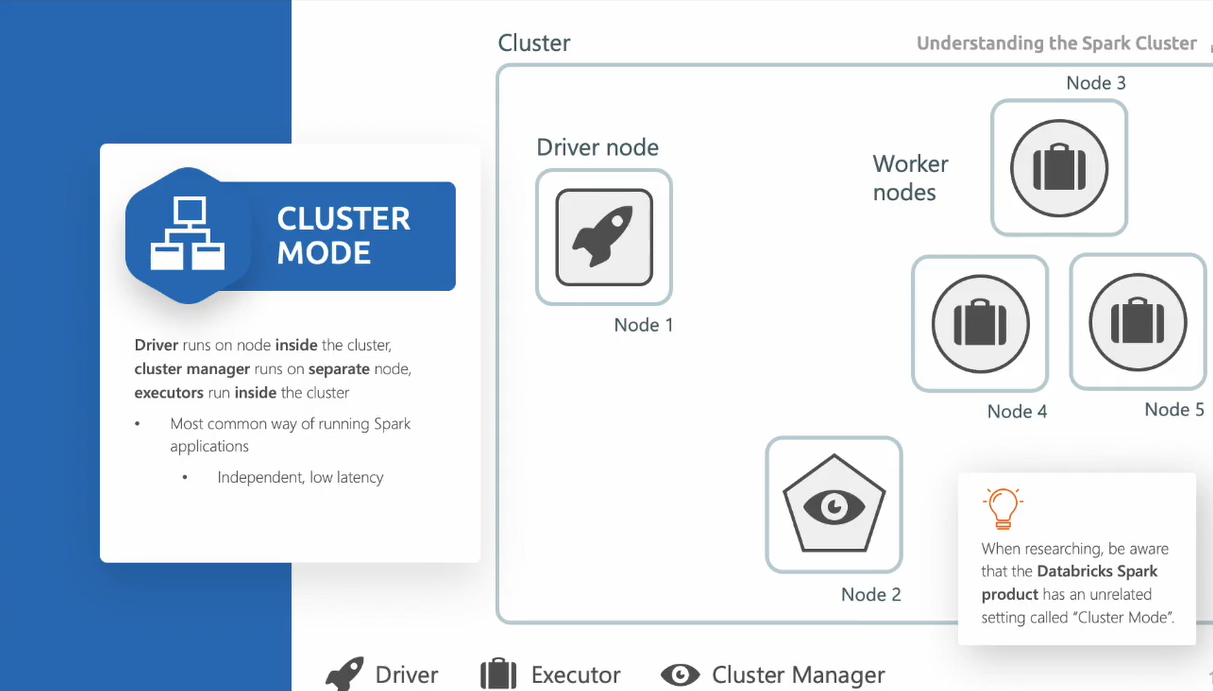 Cluster
Understanding the Spark Cluster
Node 3
Driver node
Worker
nodes
CLUSTER
MODE
Node 1
Driver runs on node inside the cluster,
cluster manager runs on separate node,
executors run inside the cluster
• Most common way of running Spark
applications
• Independent, low latency
Node 4
Node 5
Node 2
When researching, be aware
that the Databricks Spark
product has an unrelated
setting called “Cluster Mode”.
Driver
Executor
Cluster Manager